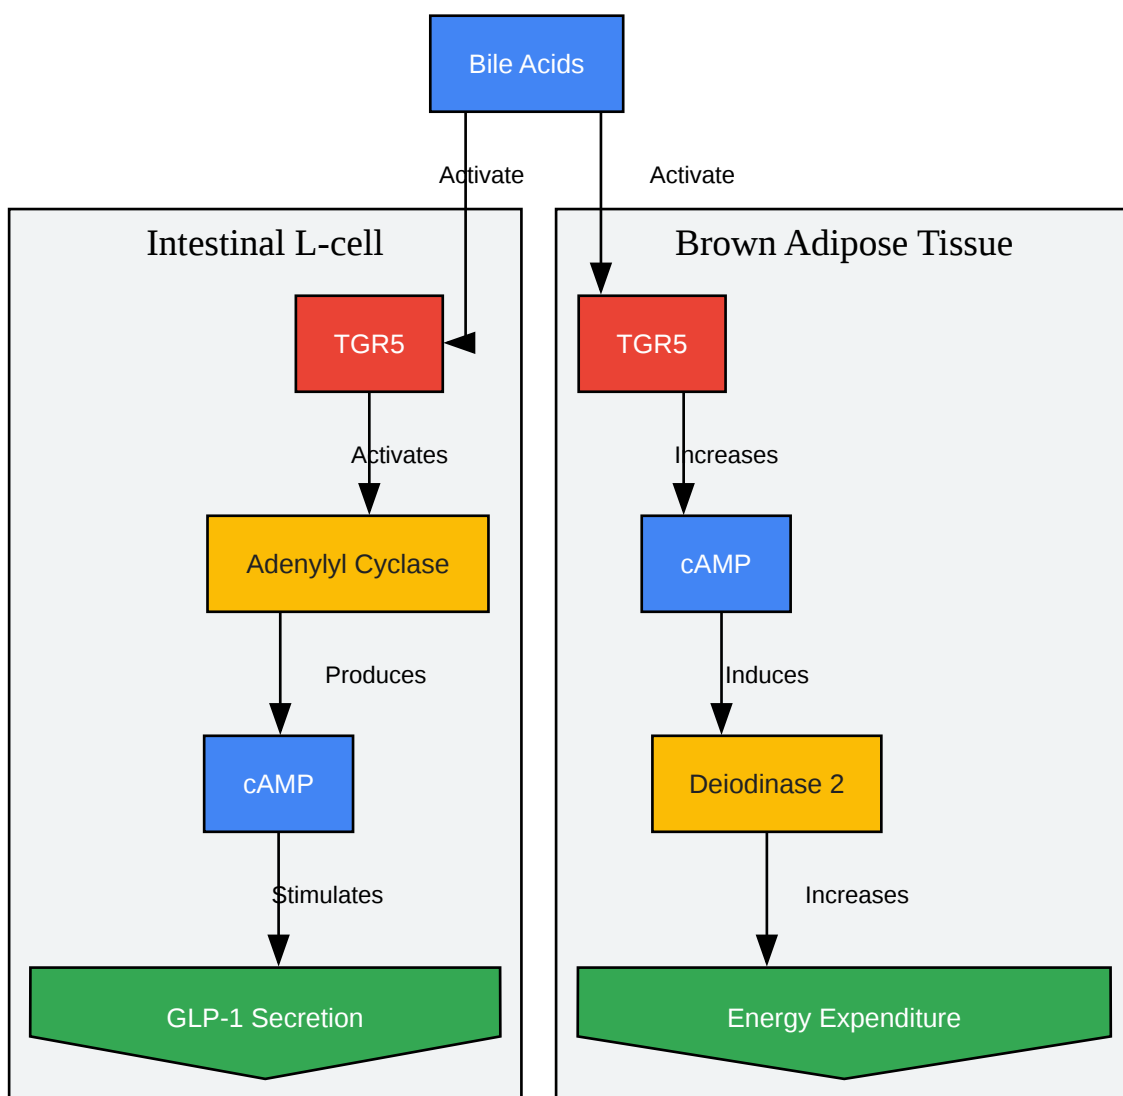 Bile Acids
Activate
Activate
Intestinal L-cell
TGR5
Activates
Adenylyl Cyclase
Produces
cAMP
Stimulates
GLP-1 Secretion
Brown Adipose Tissue
TGR5
Increases
cAMP
Induces
Deiodinase 2
Increases
Energy Expenditure